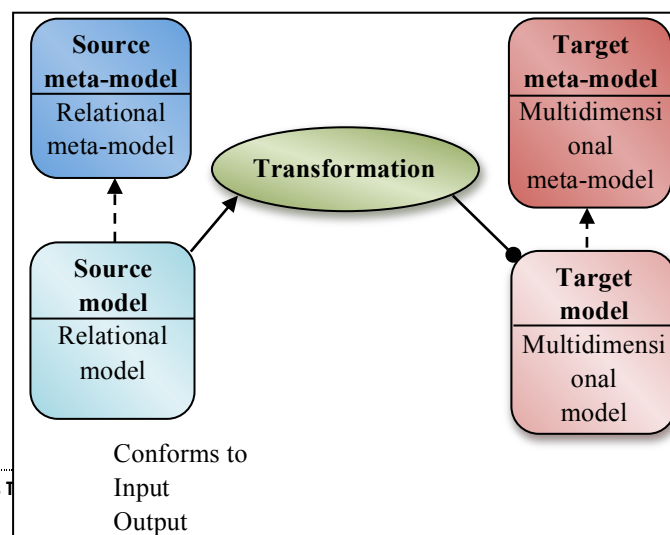 Source
meta-model
Relational
meta-model
Target
meta-model
Multidimensi
onal
meta-model
Transformation
Source
model
Relational
model
Target
model
Multidimensi
onal
model
Conforms to
Input
Output